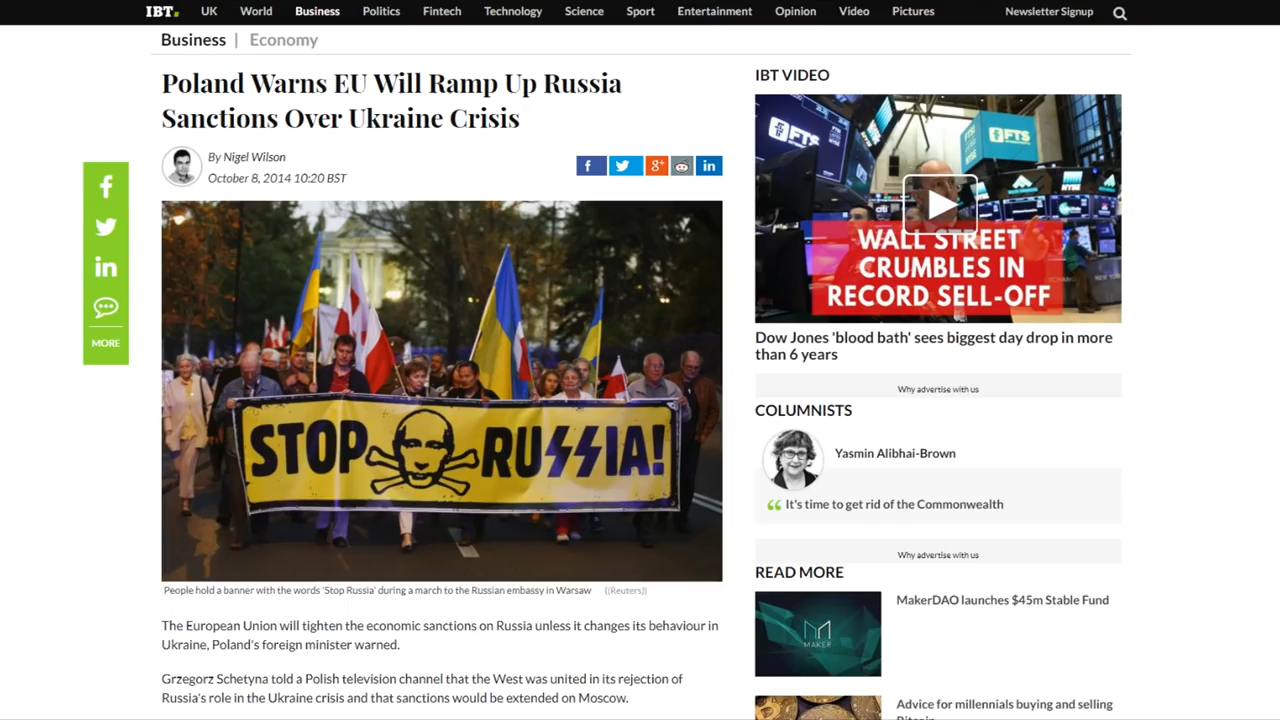 IBT.
UK
World
Business
Politics
Fintech
Technology
Science
Sport
Entertainment
Opinion
Video
Pictures
Newsletter Signup
Business | Economy
Poland Warns EU Will Ramp Up Russia
Sanctions Over Ukraine Crisis
By Nigel Wilson
October 8, 2014 10:20 BST
MORE
STOP RUSSIA!
People hold a banner with the words 'Stop Russia' during a march to the Russian embassy in Warsaw ((Reuters))
The European Union will tighten the economic sanctions on Russia unless it changes its behaviour in
Ukraine, Poland's foreign minister warned.
Grzegorz Schetyna told a Polish television channel that the West was united in its rejection of
Russia's role in the Ukraine crisis and that sanctions would be extended on Moscow.
IBT VIDEO
FTS
FTS
citi
NYSE
WALL STREET
CRUMBLES IN
RECORD SELL-OFF
Dow Jones 'blood bath' sees biggest day drop in more
than 6 years
Why advertise with us
COLUMNISTS
Yasmin Alibhai-Brown
It's time to get rid of the Commonwealth
Why advertise with us
READ MORE
MAKER
MakerDAO launches $45m Stable Fund
Advice for millennials buying and selling